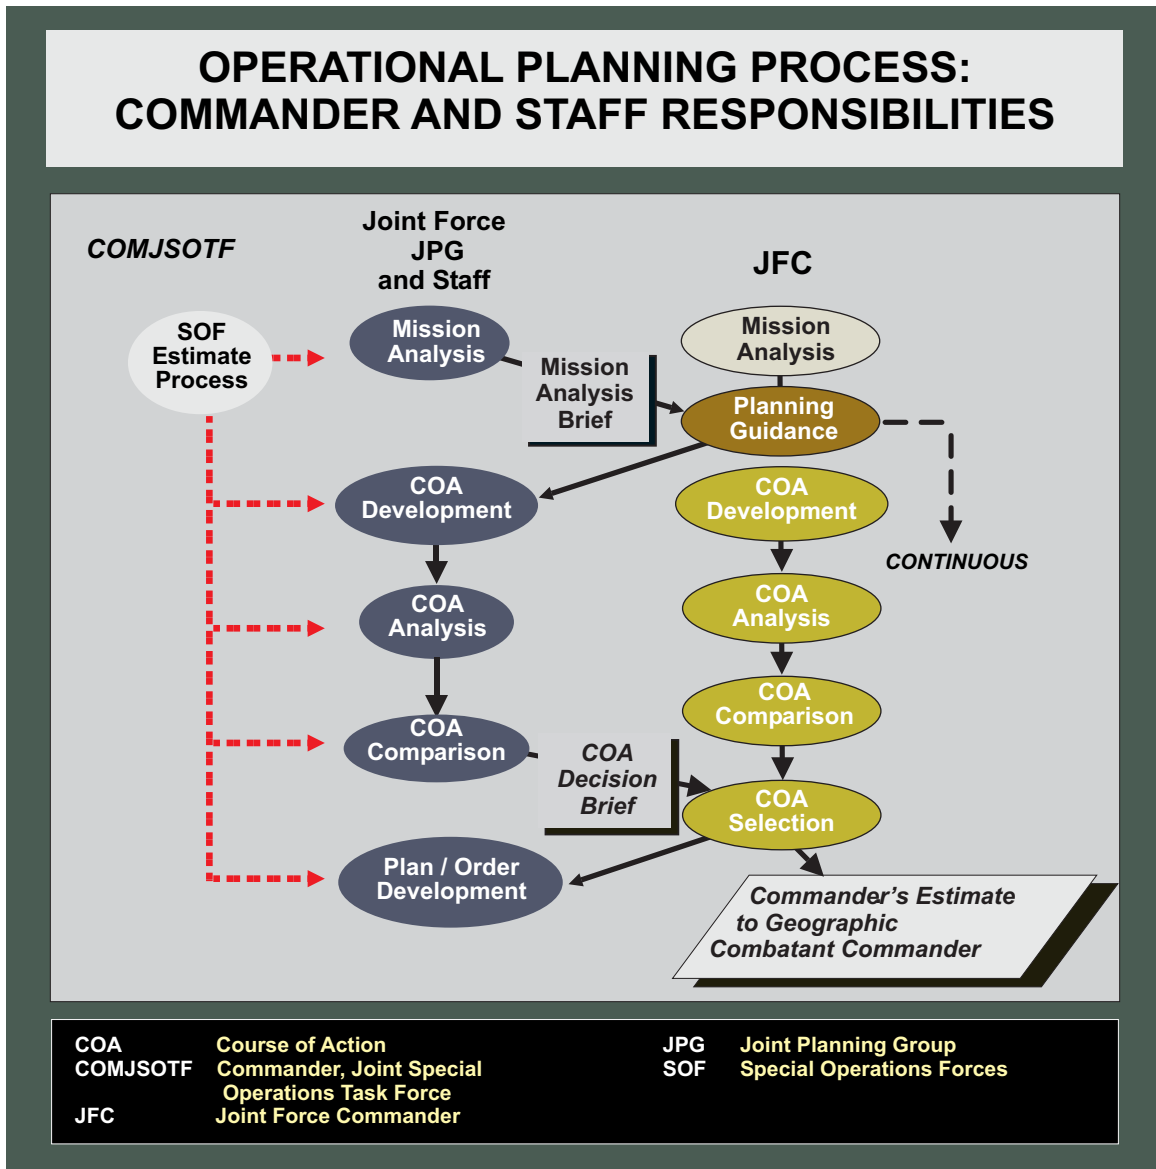 OPERATIONAL PLANNING PROCESS:
COMMANDER AND STAFF RESPONSIBILITIES
COMJSOTF
Joint Force
JPG
and Staff
JFC
SOF
Estimate
Process
Mission
Analysis
Mission
Analysis
Brief
Mission
Analysis
Planning
Guidance
COA
Development
COA
Development
CONTINUOUS
COA
Analysis
COA
Analysis
COA
Comparison
COA
Comparison
COA
Decision
Brief
COA
Selection
Plan / Order
Development
Commander's Estimate
to Geographic
Combatant Commander
COA Course of Action
COMJSOTF Commander, Joint Special
Operations Task Force
JFC Joint Force Commander
JPG Joint Planning Group
SOF Special Operations Forces